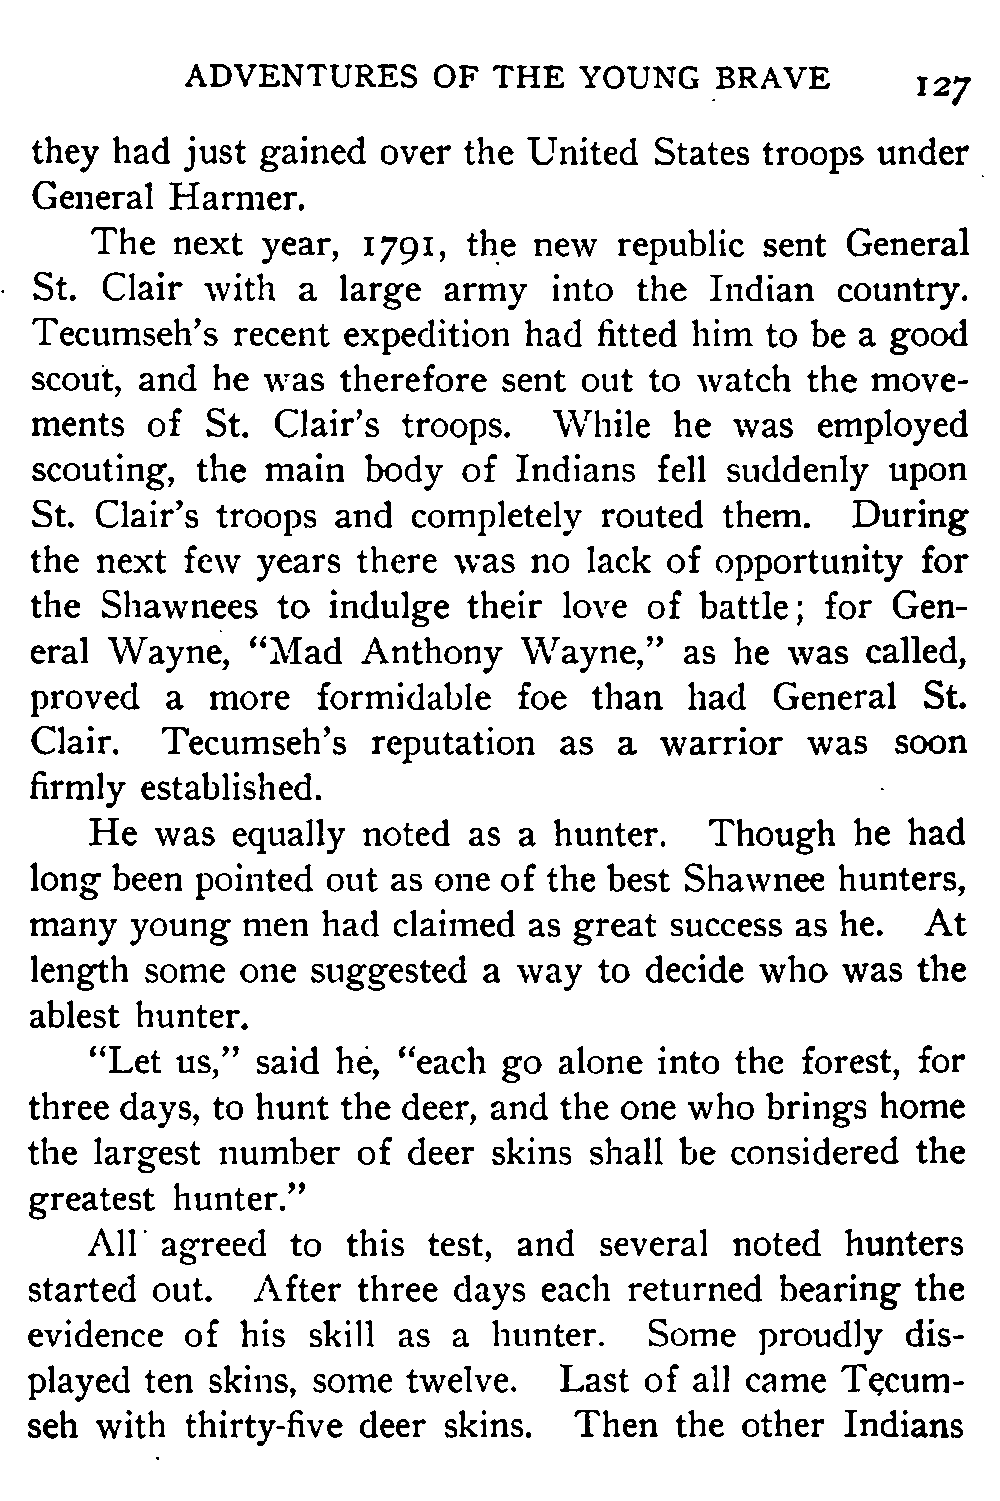 ADVENTURES OF THE YOUNG BRAVE 127
they had just gained over the United States troops under
General Harmer.
The next year, 1791, the new republic sent General
St. Clair with a large army into the Indian country.
Tecumseh's recent expedition had fitted him to be a good
scout, and he was therefore sent out to watch the move-
ments of St. Clair's troops. While he was employed
scouting, the main body of Indians fell suddenly upon
St. Clair's troops and completely routed them. During
the next few years there was no lack of opportunity for
the Shawnees to indulge their love of battle; for Gen-
eral Wayne, "Mad Anthony Wayne," as he was called,
proved a more formidable foe than had General St.
Clair. Tecumseh's reputation as a warrior was soon
firmly established.
He was equally noted as a hunter. Though he had
long been pointed out as one of the best Shawnee hunters,
many young men had claimed as great success as he. At
length some one suggested a way to decide who was the
ablest hunter.
"Let us," said he, "each go alone into the forest, for
three days, to hunt the deer, and the one who brings home
the largest number of deer skins shall be considered the
greatest hunter."
All agreed to this test, and several noted hunters
started out. After three days each returned bearing the
evidence of his skill as a hunter. Some proudly dis-
played ten skins, some twelve. Last of all came Tecum-
seh with thirty-five deer skins. Then the other Indians